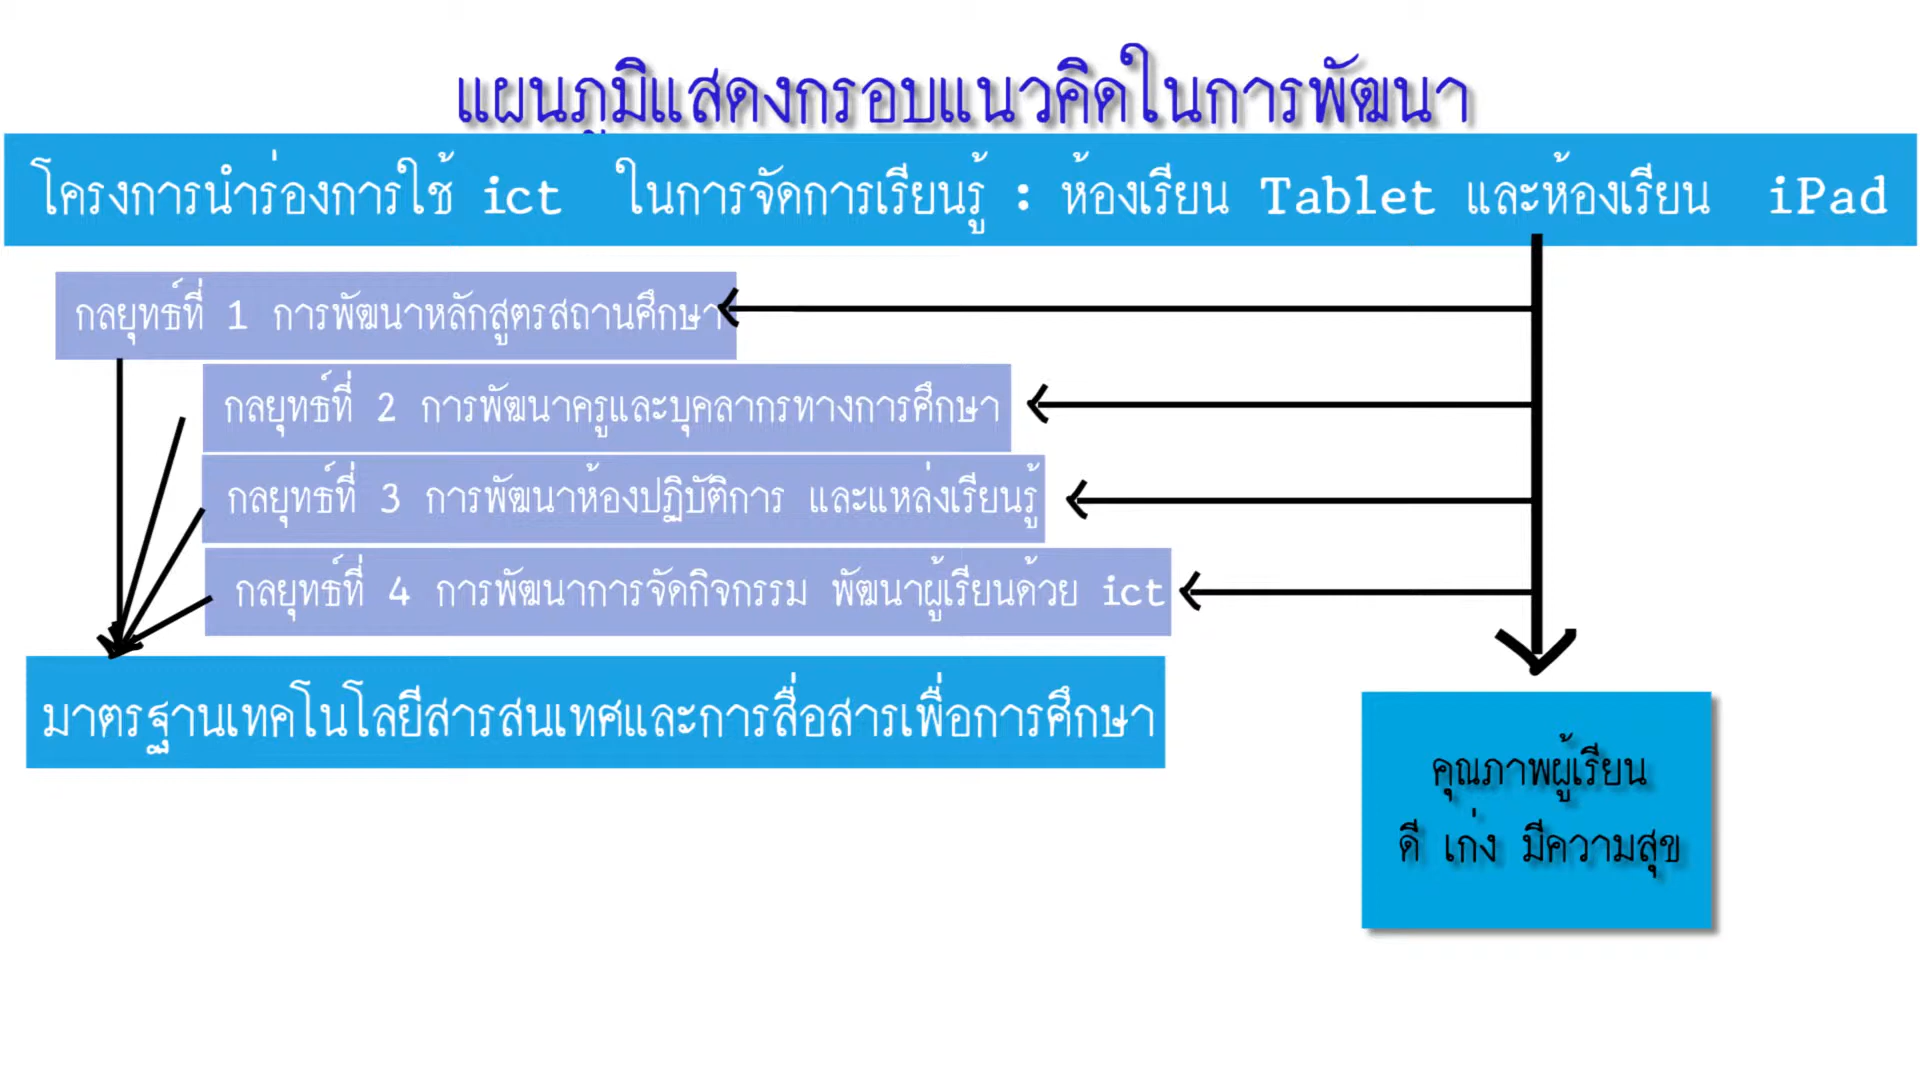 แผนภูมิแสดงกรอบแนวคิดในการพัฒนา
โครงการนำร่องการใช้ ict ในการจัดการเรียนรู้ : ห้องเรียน Tablet และห้องเรียน iPad
กลยุทธ์ที่ 1 การพัฒนาหลักสูตรสถานศึกษา
กลยุทธ์ที่ 2 การพัฒนาครูและบุคลากรทางการศึกษา
กลยุทธ์ที่ 3 การพัฒนาห้องปฏิบัติการ และแหล่งเรียนรู้
กลยุทธ์ที่ 4 การพัฒนาการจัดกิจกรรม พัฒนาผู้เรียนด้วย ict
มาตรฐานเทคโนโลยีสารสนเทศและการสื่อสารเพื่อการศึกษา
คุณภาพผู้เรียน
ดี เก่ง มีความสุข